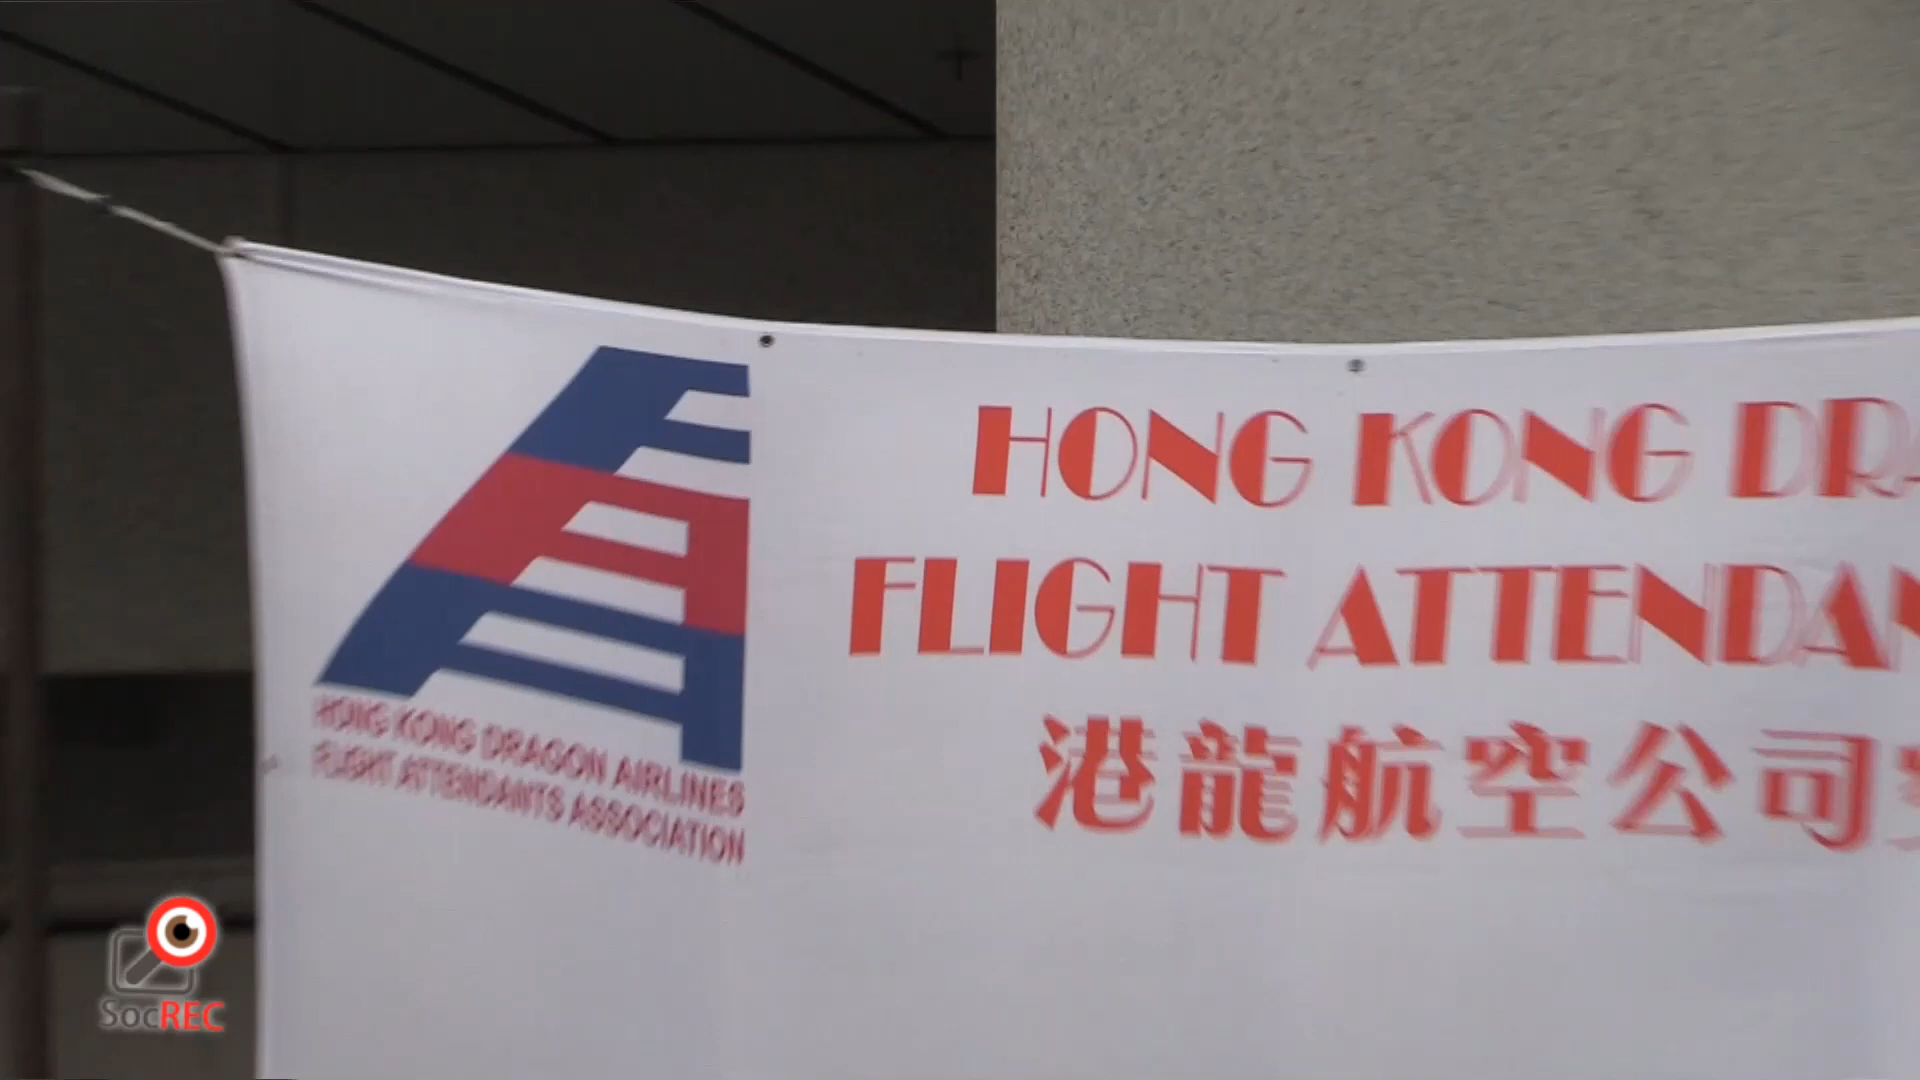 HONG KONG DRA
FLIGHT ATTENDAN
港龍航空公司空
HONG KONG DRAGON AIRLINES
FLIGHT ATTENDANTS ASSOCIATION
SocREC